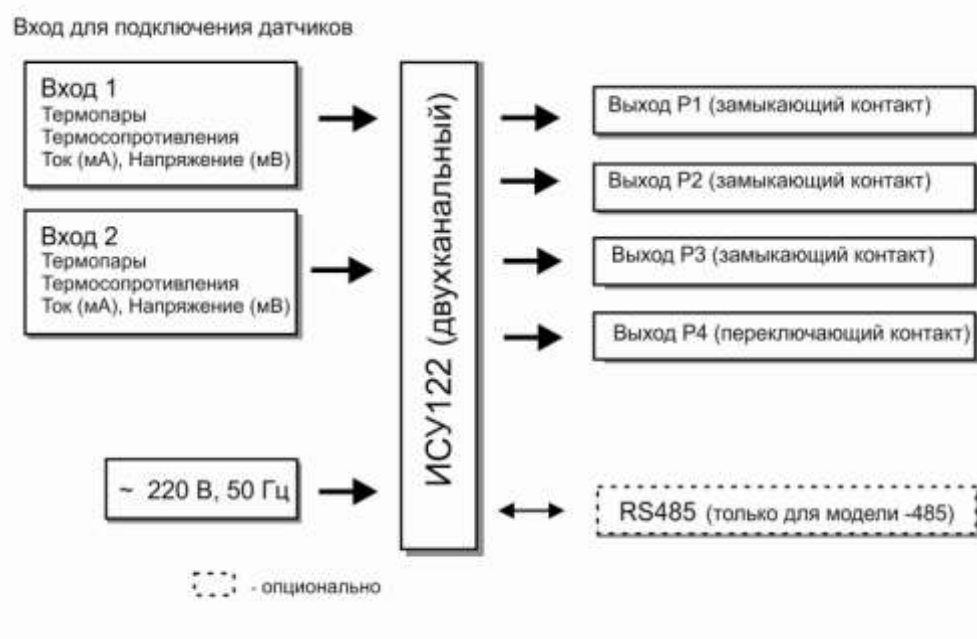 Вход для подключения датчиков
Вход 1
Термопары
Термосопротивления
Ток (мА), Напряжение (мВ)
Вход 2
Термопары
Термосопротивления
Ток (мА), Напряжение (мВ)
~ 220 В, 50 Гц
ИСУ122 (двухканальный)
Выход Р1 (замыкающий контакт)
Выход Р2 (замыкающий контакт)
Выход Р3 (замыкающий контакт)
Выход Р4 (переключающий контакт)
RS485 (только для модели -485)
- опционально